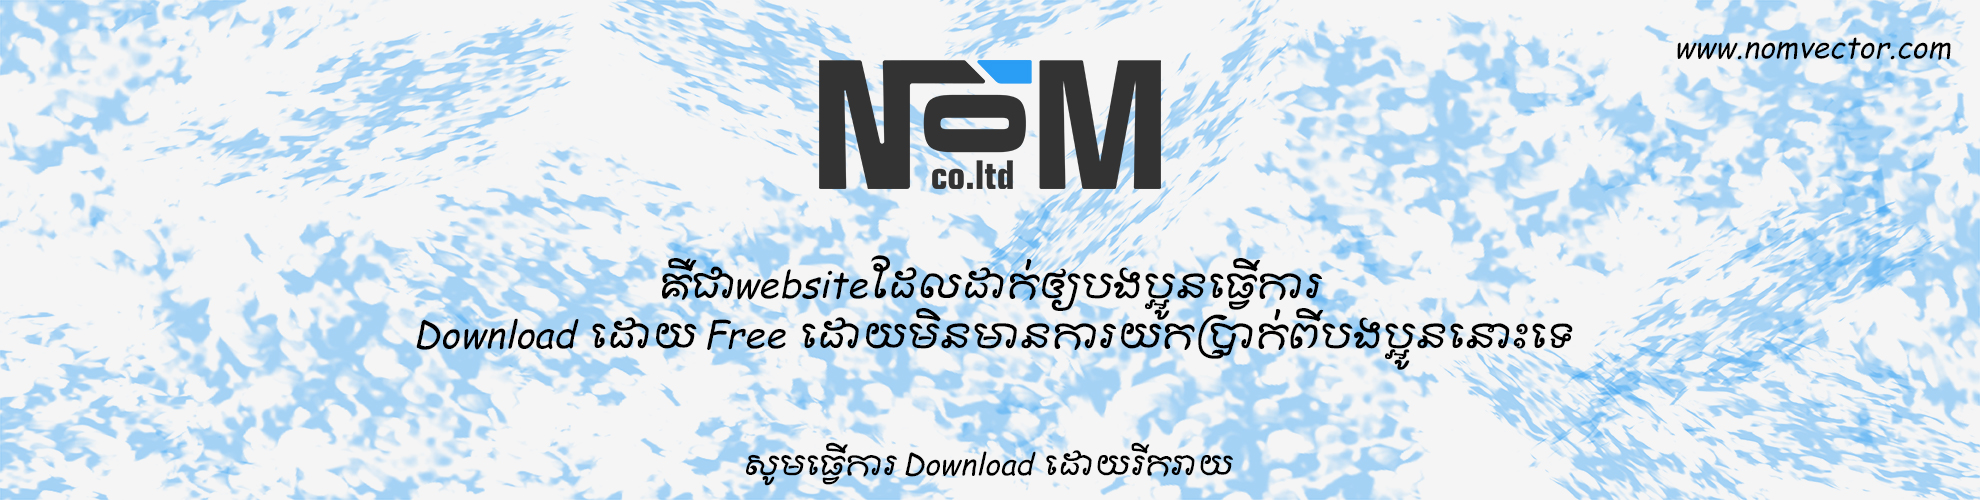 www.nomvector.com
NOM
co.ltd
គឺជាwebsiteដែលដាក់ឲ្យបងប្អូនធ្វើការ
Download ដោយ Free ដោយមិនមានការយកប្រាក់ពីបងប្អូននោះទេ
សូមធ្វើការ Download ដោយរីករាយ